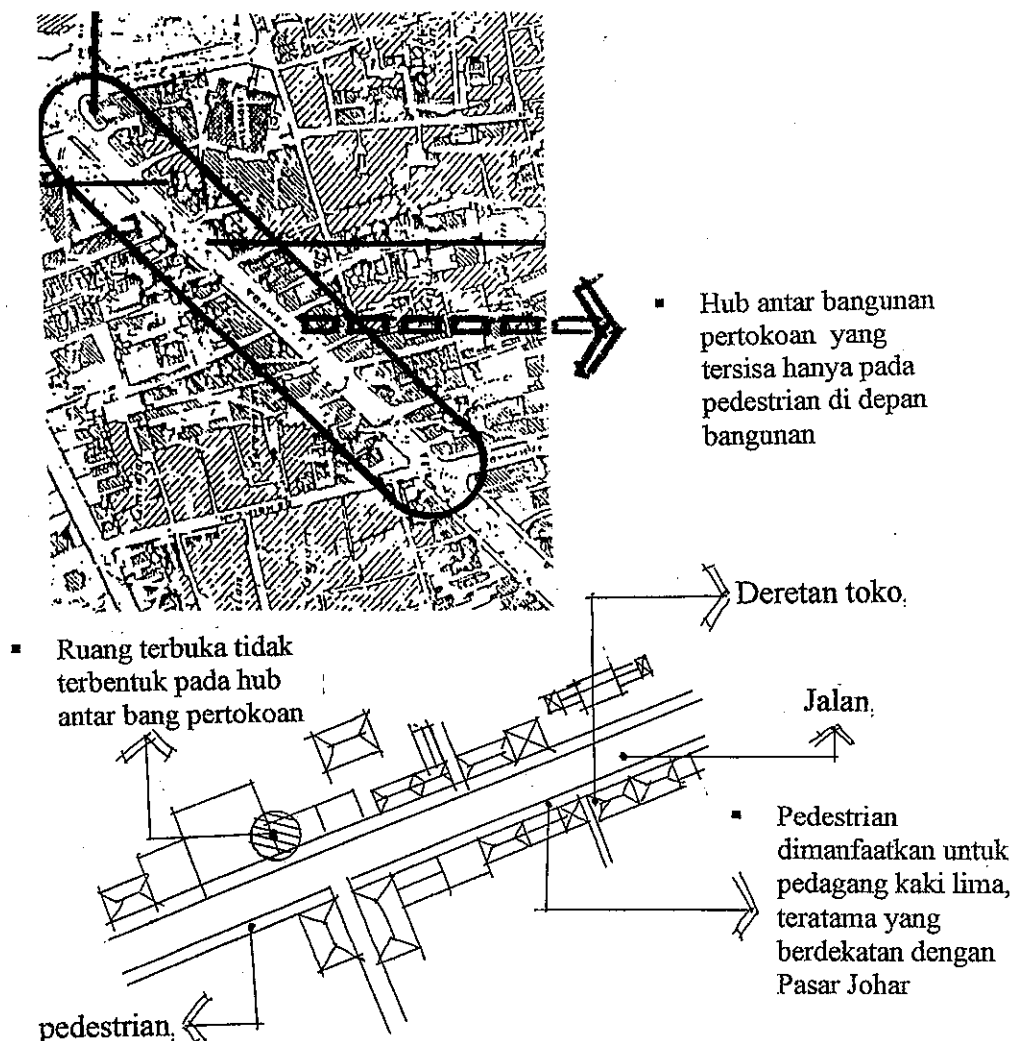 ▪ Hub antar bangunan
pertokoan yang
tersisa hanya pada
pedestrian di depan
bangunan
Deretan toko.
▪ Ruang terbuka tidak
terbentuk pada hub
antar bang pertokoan
Jalan.
▪ Pedestrian
dimanfaatkan untuk
pedagang kaki lima,
teratama yang
berdekatan dengan
Pasar Johar
pedestrian.